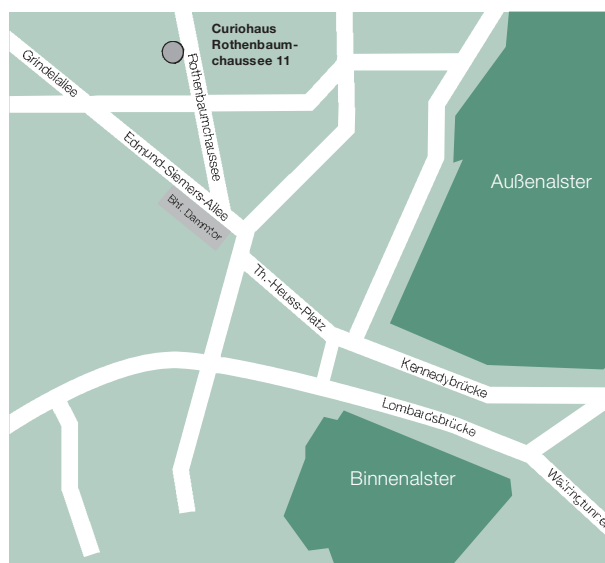 Curiohaus
Rothenbaum-
chaussee 11
Grindelallee
Rothenbaumchaussee
Edmund-Siemers-Allee
Bhf. Dammtor
Außenalster
Th.-Heuss-Platz
Kennedybrücke
Lombardsbrücke
Binnenalster
Wallringtunnel